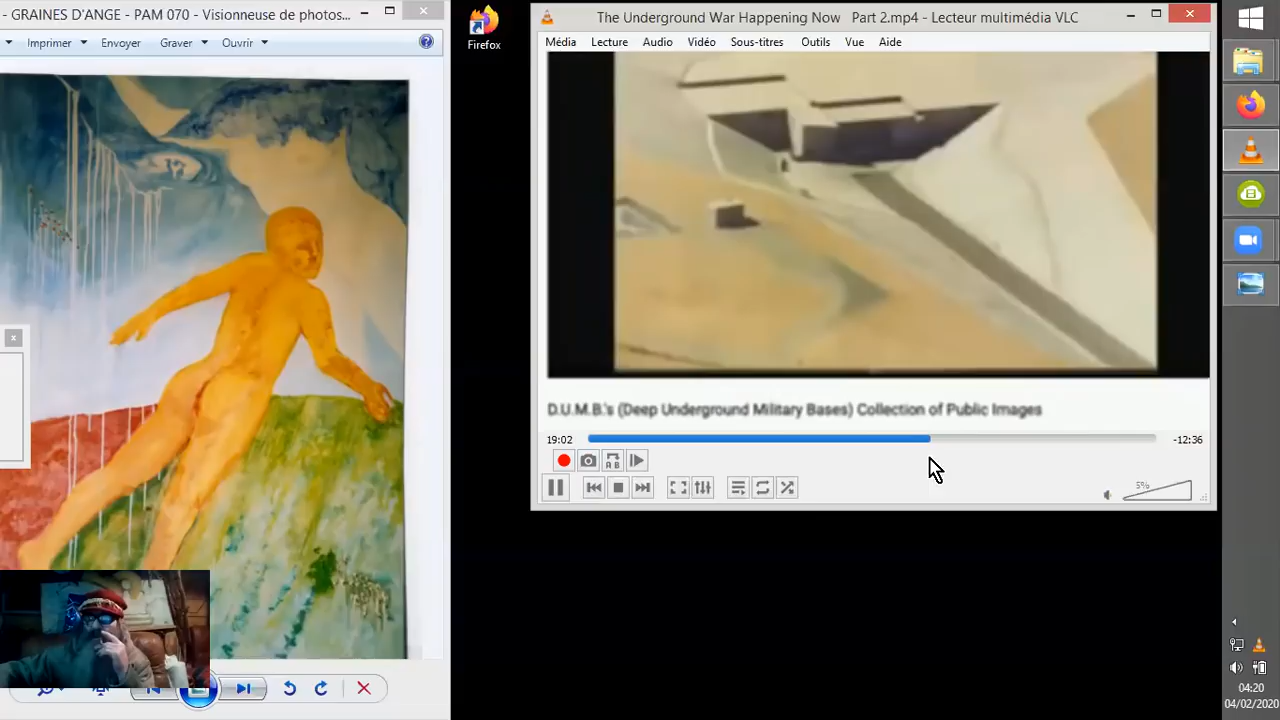 - GRAINES D'ANGE - PAM 070 - Visionneuse de photos...
Imprimer Envoyer Graver Ouvrir
Firefox
The Underground War Happening Now Part 2.mp4 - Lecteur multimédia VLC
Média Lecture Audio Vidéo Sous-titres Outils Vue Aide
D.U.M.B.'s (Deep Underground Military Bases) Collection of Public Images
19:02 -12:36
5%
04:20
04/02/2020